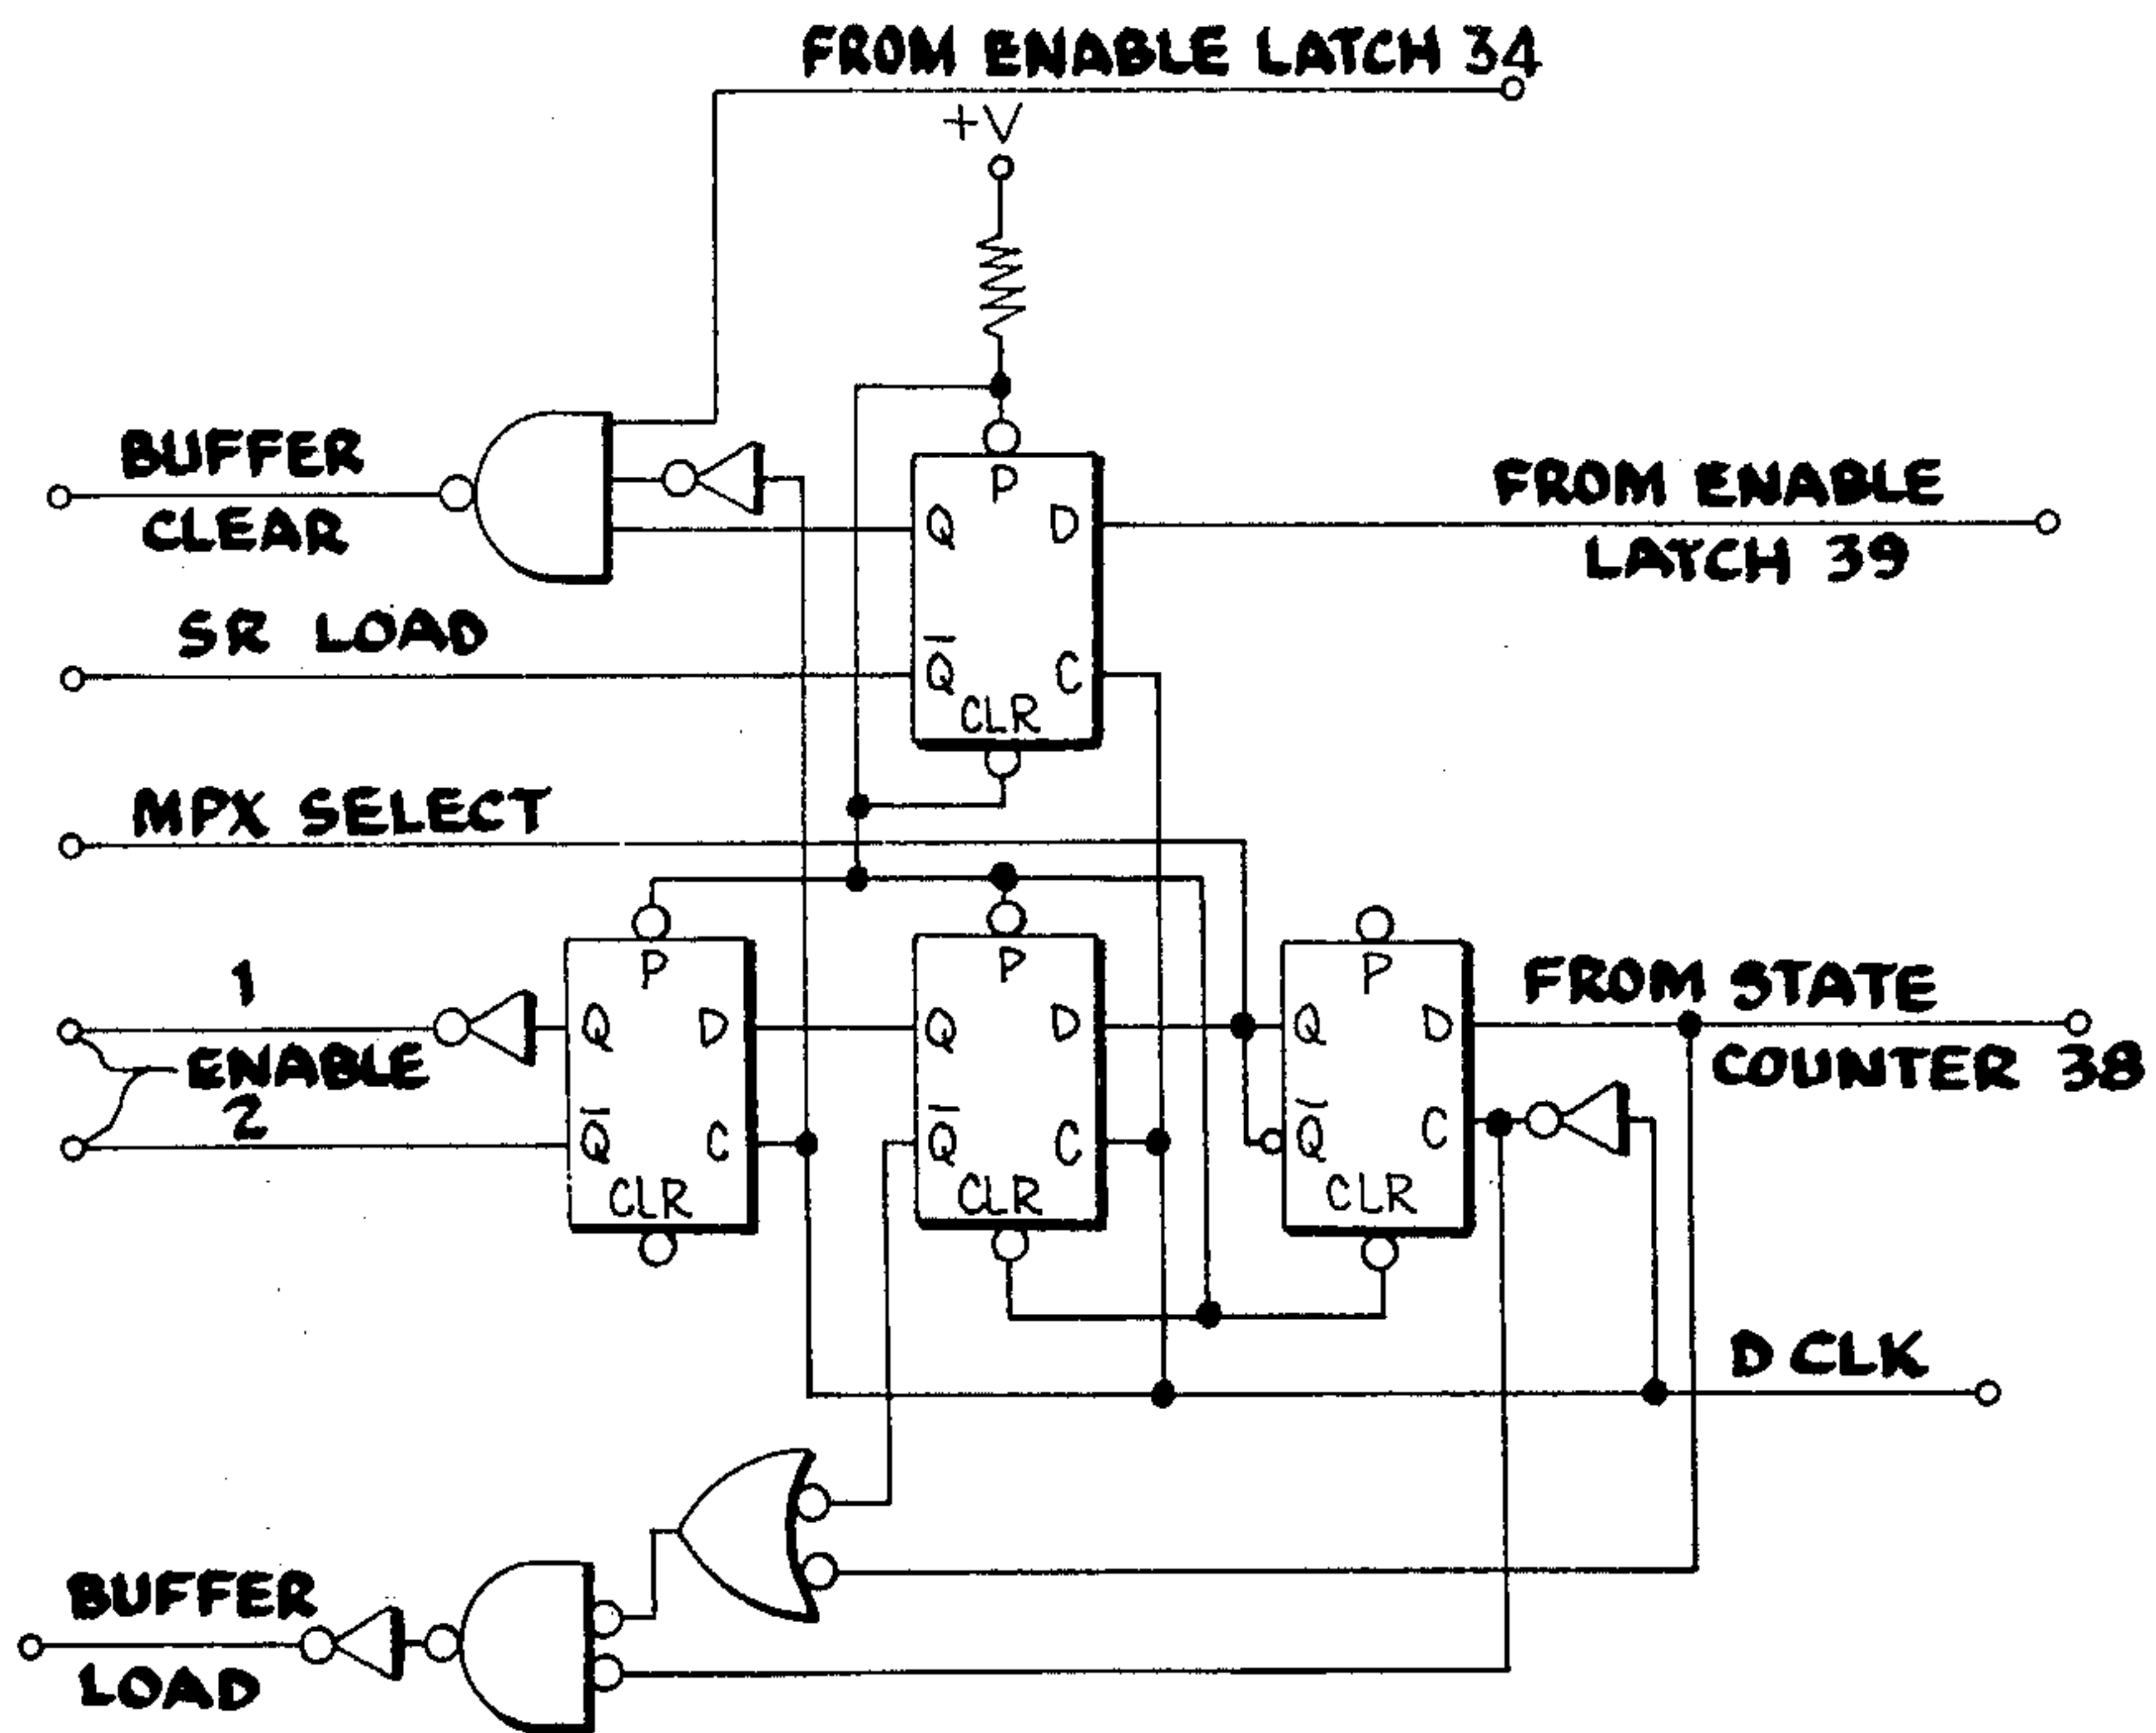 FROM ENABLE LATCH 34
+V
BUFFER
CLEAR
P
Q D
FROM ENABLE
LATCH 39
SR LOAD
Q̅ C
CLR
MPX SELECT
P
Q D
Q̅ C
CLR
P
Q D
Q̅ C
CLR
P
Q D
Q̅ C
CLR
1
ENABLE
2
FROM STATE
COUNTER 38
D CLK
BUFFER
LOAD